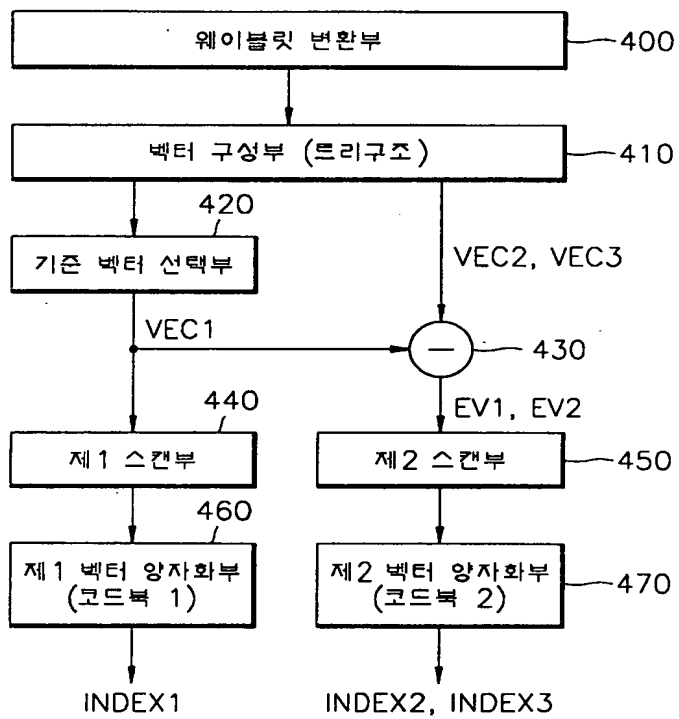 웨이블릿 변환부
400
벡터 구성부 (트리구조)
410
420
기준 벡터 선택부
VEC2, VEC3
VEC1
—
430
440
EV1, EV2
제1 스캔부
제2 스캔부
450
460
제1 벡터 양자화부
(코드북 1)
제2 벡터 양자화부
(코드북 2)
470
INDEX1
INDEX2, INDEX3